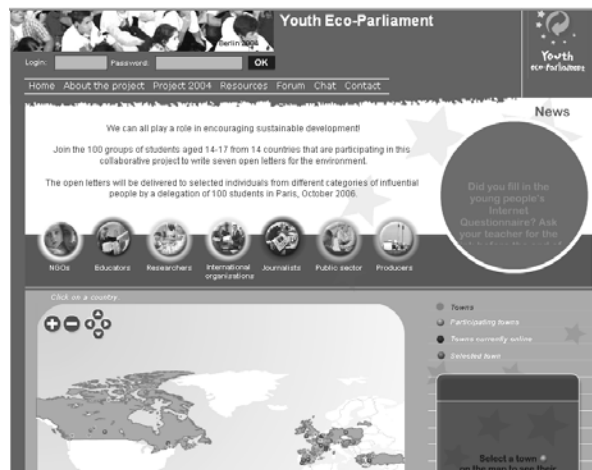 Youth Eco-Parliament
Berlin 2004
Login:
Password:
OK
Youth
eco-parliament
Home About the project Project 2004 Resources Forum Chat Contact
News
We can all play a role in encouraging sustainable development!
Join the 100 groups of students aged 14-17 from 14 countries that are participating in this
collaborative project to write seven open letters for the environment.
The open letters will be delivered to selected individuals from different categories of influential
people by a delegation of 100 students in Paris, October 2006.
Did you fill in the
young people's
Internet
Questionnaire? Ask
your teacher for the
NGOs
Educators
Researchers
International
organizations
Journalists
Public sector
Producers
Click on a country.
Towns
Participating towns
Towns currently online
Selected town
Select a town
on the map to see their